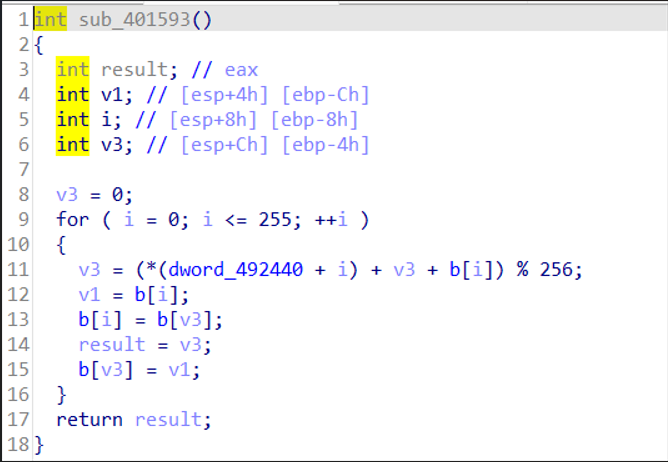 1 int sub_401593()
2 {
3   int result; // eax
4   int v1; // [esp+4h] [ebp-Ch]
5   int i; // [esp+8h] [ebp-8h]
6   int v3; // [esp+Ch] [ebp-4h]
7
8   v3 = 0;
9   for ( i = 0; i <= 255; ++i )
10   {
11     v3 = (*(dword_492440 + i) + v3 + b[i]) % 256;
12     v1 = b[i];
13     b[i] = b[v3];
14     result = v3;
15     b[v3] = v1;
16   }
17   return result;
18 }